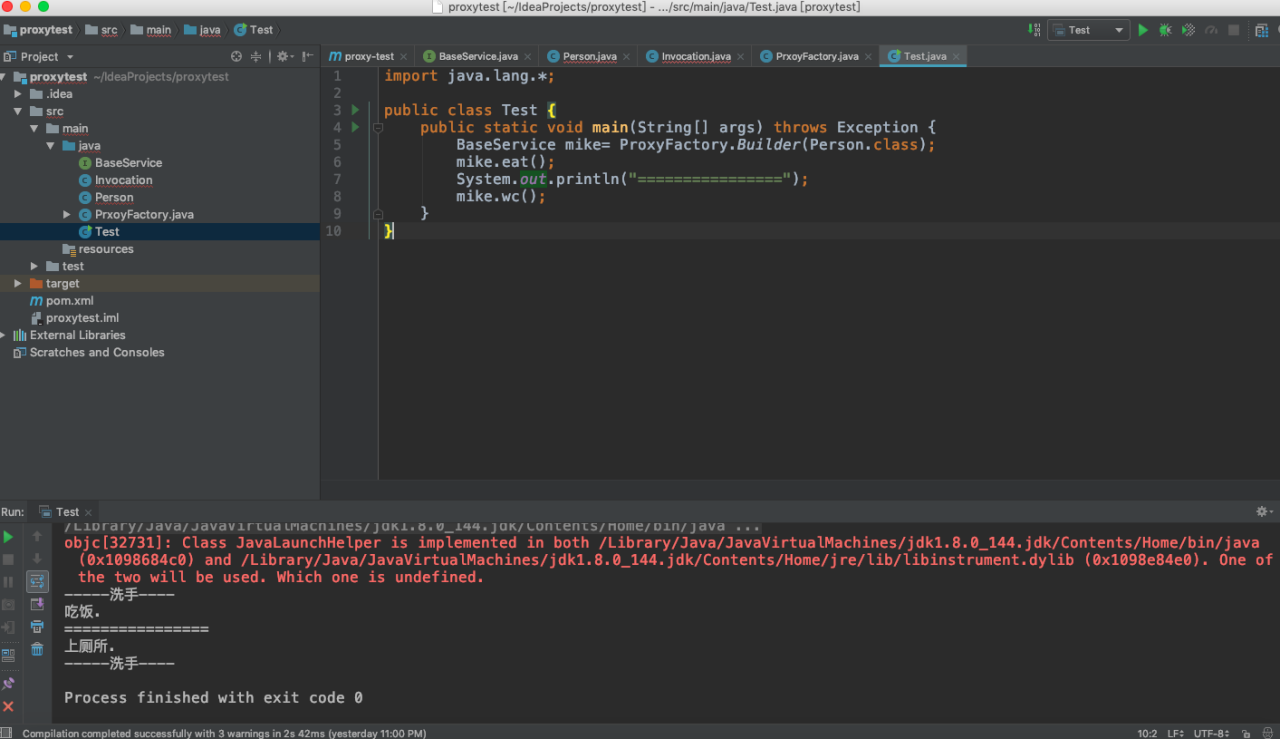 proxytest [~/IdeaProjects/proxytest] - .../src/main/java/Test.java [proxytest]
proxytest src main java Test Test
Project
proxy-test BaseService.java Person.java Invocation.java PrxoyFactory.java Test.java
proxytest ~/IdeaProjects/proxytest
.idea
src
main
java
BaseService
Invocation
Person
PrxoyFactory.java
Test
resources
test
target
pom.xml
proxytest.iml
External Libraries
Scratches and Consoles
1 import java.lang.*;
2
3 public class Test {
4 public static void main(String[] args) throws Exception {
5 BaseService mike= ProxyFactory.Builder(Person.class);
6 mike.eat();
7 System.out.println("================");
8 mike.wc();
9 }
10 }
Run: Test
/Library/Java/JavaVirtualMachines/jdk1.8.0_144.jdk/Contents/Home/bin/java ...
objc[32731]: Class JavaLaunchHelper is implemented in both /Library/Java/JavaVirtualMachines/jdk1.8.0_144.jdk/Contents/Home/bin/java
(0x1098684c0) and /Library/Java/JavaVirtualMachines/jdk1.8.0_144.jdk/Contents/Home/jre/lib/libinstrument.dylib (0x1098e84e0). One of
the two will be used. Which one is undefined.
-----洗手----
吃饭.
================
上厕所.
-----洗手----
Process finished with exit code 0
Compilation completed successfully with 3 warnings in 2s 42ms (yesterday 11:00 PM) 10:2 LF UTF-8